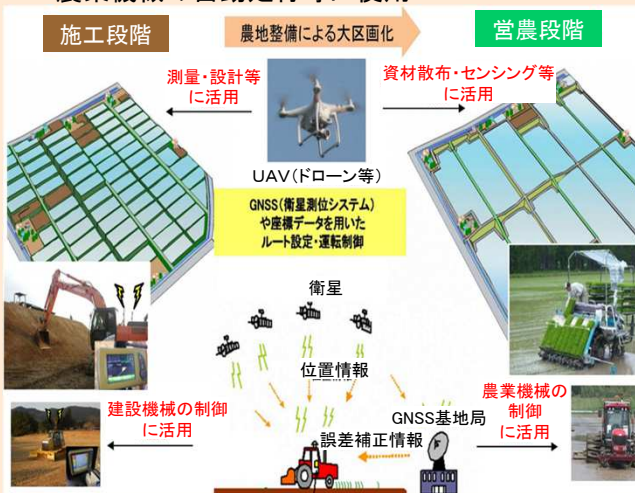 施工段階
農地整備による大区画化
営農段階
測量・設計等
に活用
資材散布・センシング等
に活用
UAV(ドローン等)
GNSS(衛星測位システム)
や座標データを用いた
ルート設定・運転制御
衛星
位置情報
建設機械の制御
に活用
GNSS基地局
誤差補正情報
農業機械の
制御
に活用